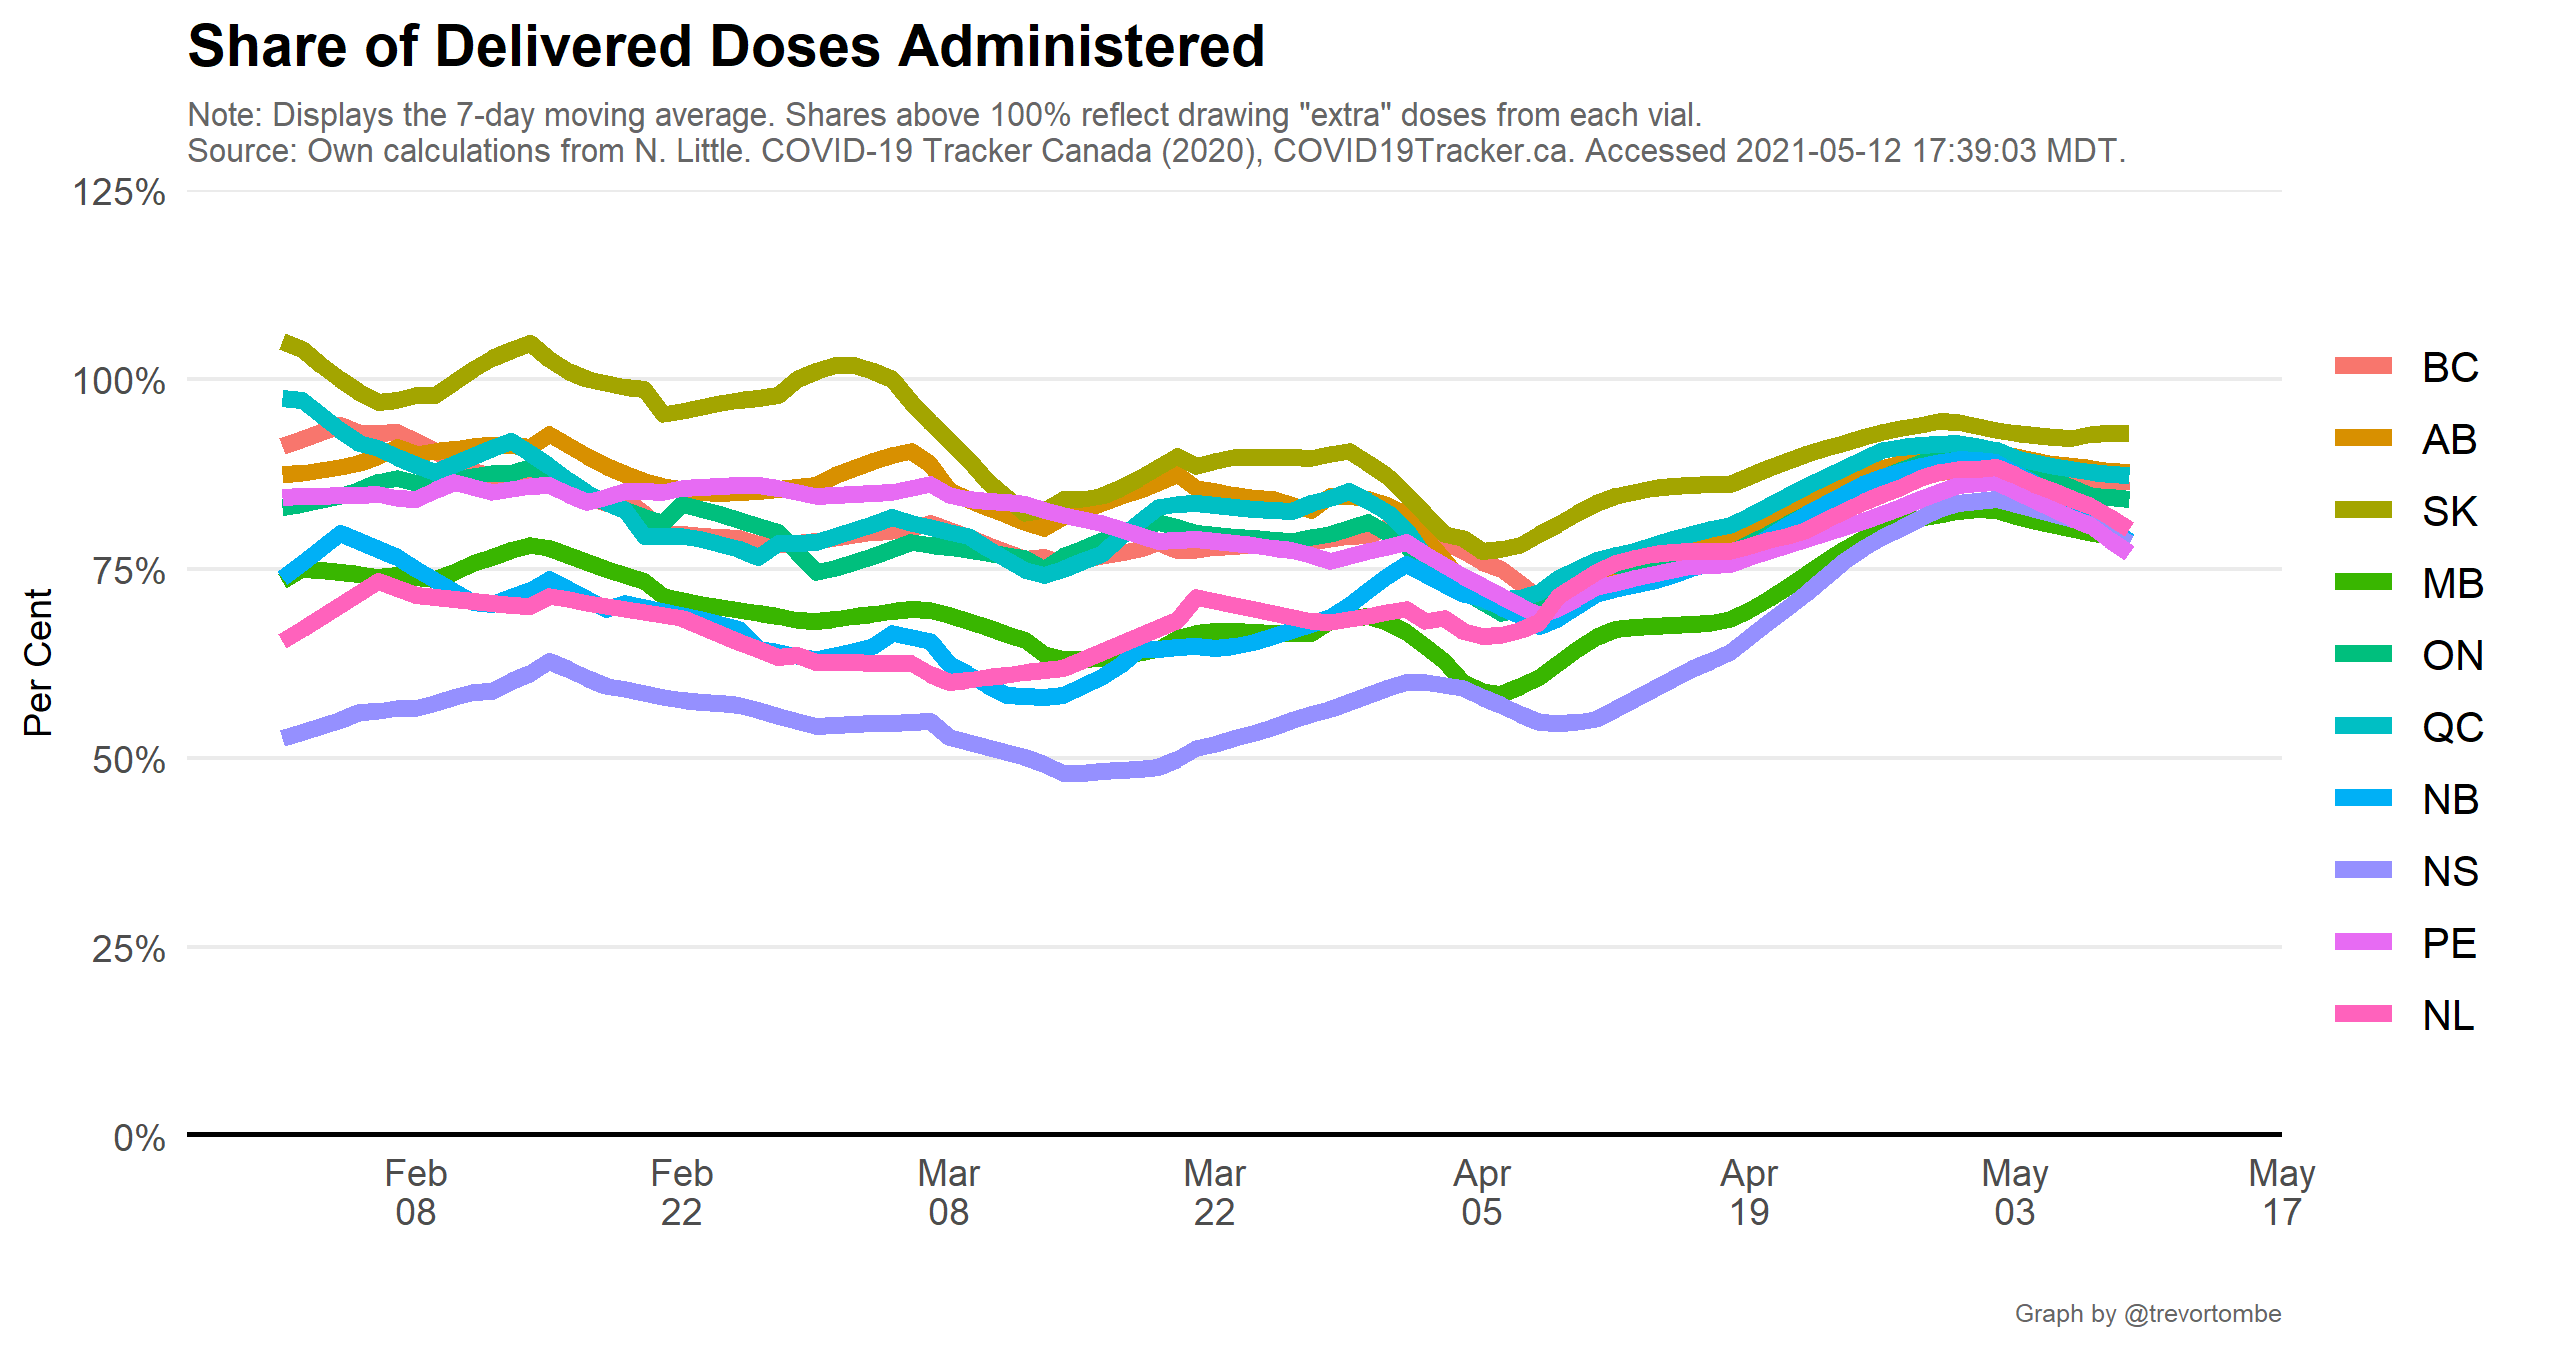 Share of Delivered Doses Administered
Note: Displays the 7-day moving average. Shares above 100% reflect drawing "extra" doses from each vial.
Source: Own calculations from N. Little. COVID-19 Tracker Canada (2020), COVID19Tracker.ca. Accessed 2021-05-12 17:39:03 MDT.
125%
100%
75%
50%
25%
0%
Per Cent
Feb
08
Feb
22
Mar
08
Mar
22
Apr
05
Apr
19
May
03
May
17
BC
AB
SK
MB
ON
QC
NB
NS
PE
NL
Graph by @trevortombe